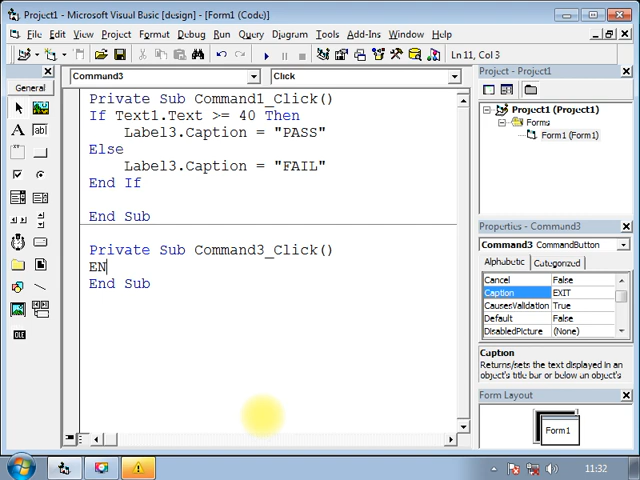 Project1 - Microsoft Visual Basic [design] - [Form1 (Code)]
File Edit View Project Format Debug Run Query Diagram Tools Add-Ins Window Help
Ln 11, Col 3
General
Command3 Click
Private Sub Command1_Click()
If Text1.Text >= 40 Then
Label3.Caption = "PASS"
Else
Label3.Caption = "FAIL"
End If
End Sub
Private Sub Command3_Click()
EN
End Sub
Project - Project1
Project1 (Project1)
Forms
Form1 (Form1)
Properties - Command3
Command3 CommandButton
Alphabetic Categorized
Cancel False
Caption EXIT
CausesValidation True
Default False
DisabledPicture (None)
Caption
Returns/sets the text displayed in
an object's title bar or below an object's
Form Layout
Form1
11:32